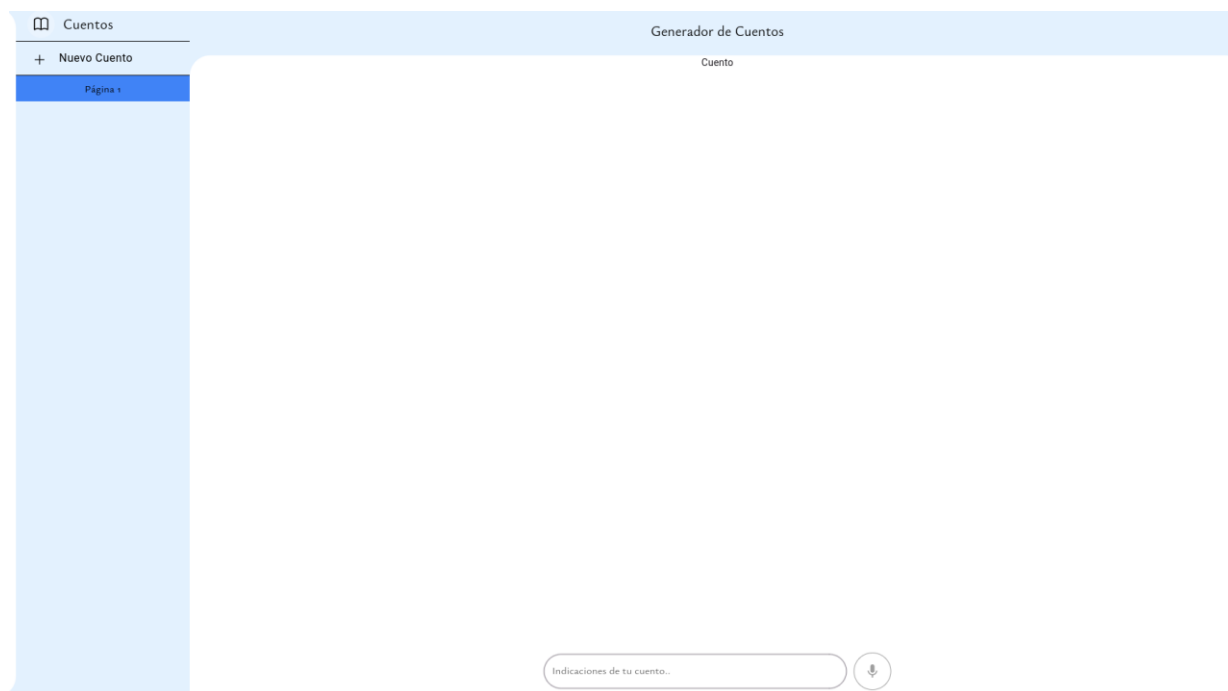 Cuentos
Generador de Cuentos
Nuevo Cuento
Cuento
Página 1
Indicaciones de tu cuento..